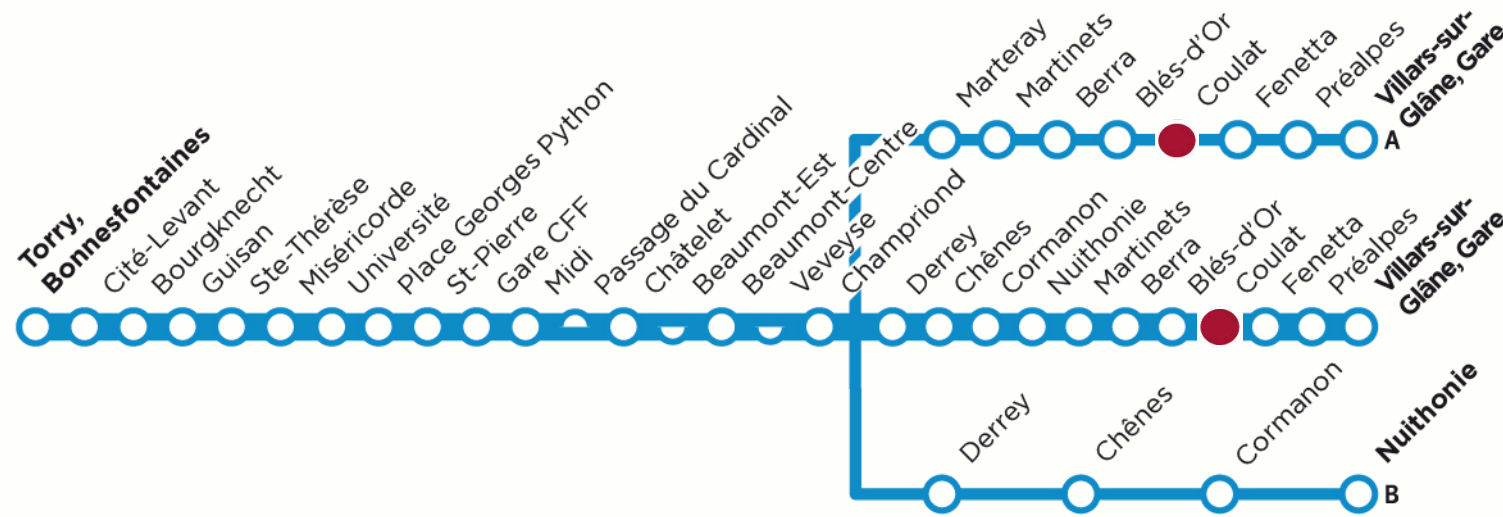 Torry,
Bonnesfontaines
Cité-Levant
Bourgknecht
Guisan
Ste-Thérèse
Miséricorde
Université
Place Georges Python
St-Pierre
Gare CFF
Midi
Passage du Cardinal
Châtelet
Beaumont-Est
Beaumont-Centre
Veveyse
Champriond
Marteray
Martinets
Berra
Blés-d'Or
Coulat
Fenetta
Préalpes
Villars-sur-
Glâne, Gare
A
Derrey
Chênes
Cormanon
Nuithonie
Martinets
Berra
Blés-d'Or
Coulat
Fenetta
Préalpes
Villars-sur-
Glâne, Gare
Derrey
Chênes
Cormanon
Nuithonie
B